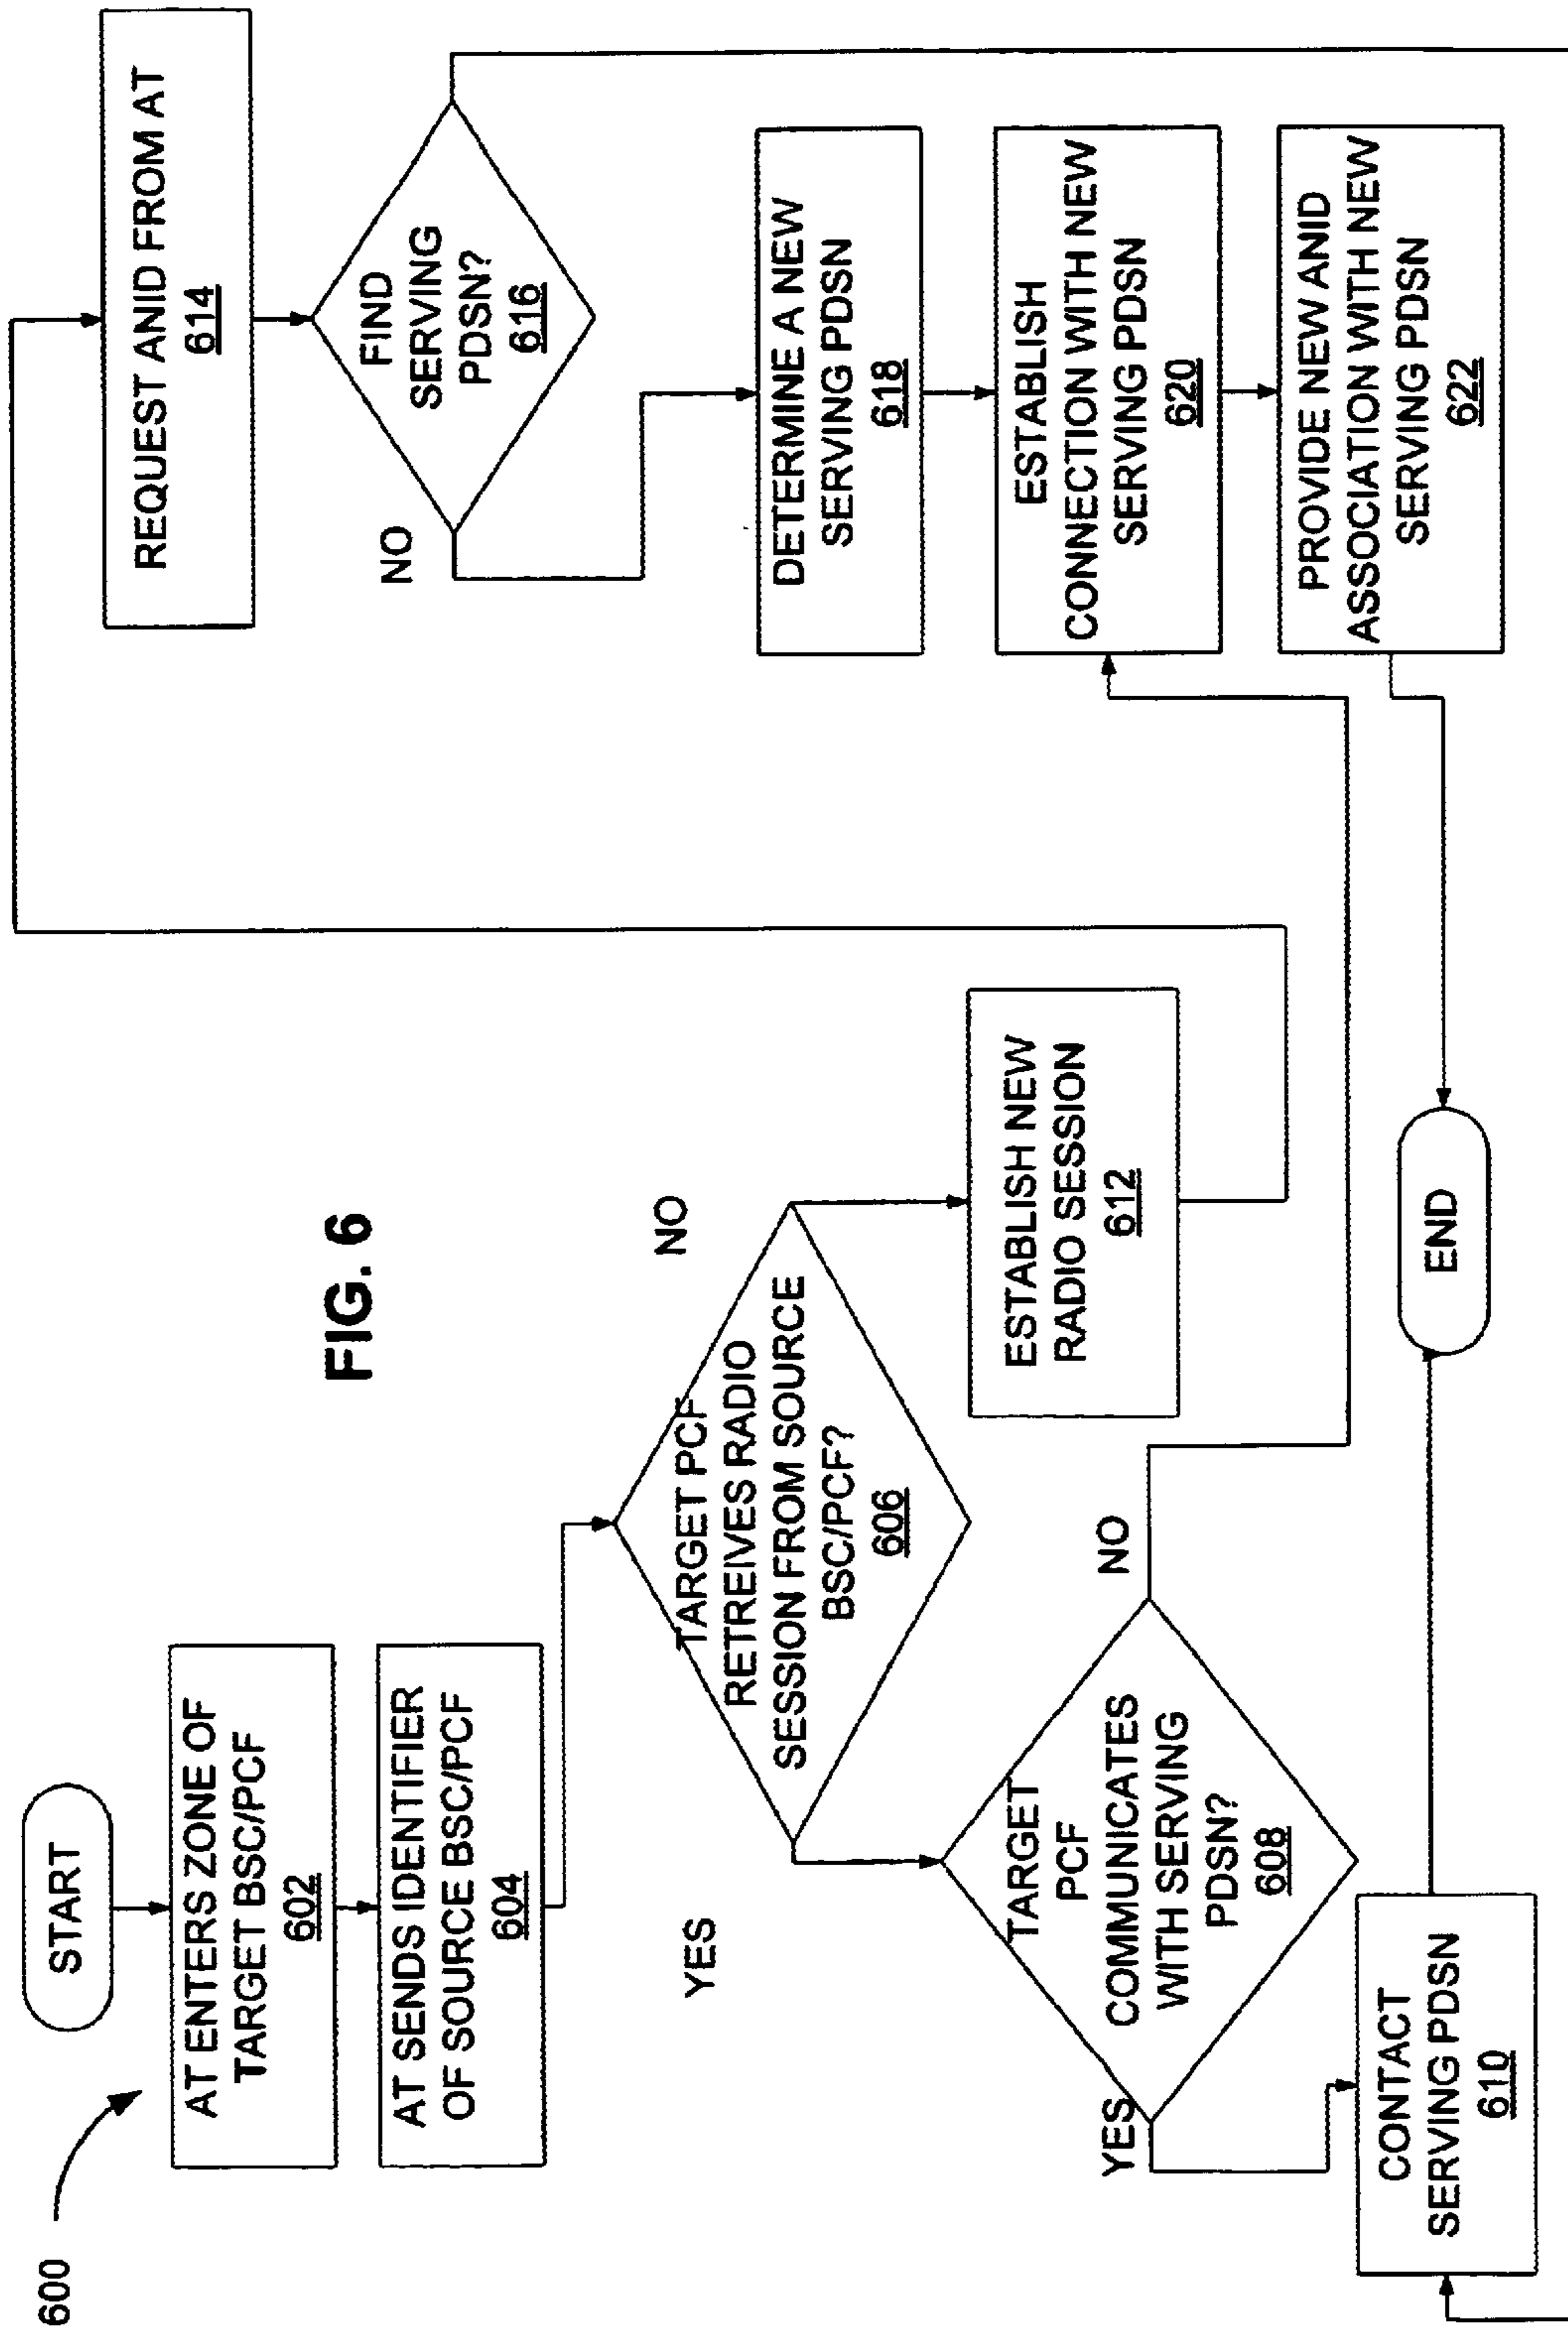 600
START
AT ENTERS ZONE OF
TARGET BSC/PCF
602
AT SENDS IDENTIFIER
OF SOURCE BSC/PCF
604
FIG. 6
TARGET PCF
RETREIVES RADIO
SESSION FROM SOURCE
BSC/PCF?
606
YES
NO
TARGET
PCF
COMMUNICATES
WITH SERVING
PDSN?
608
YES
NO
CONTACT
SERVING PDSN
610
ESTABLISH NEW
RADIO SESSION
612
END
REQUEST ANID FROM AT
614
FIND
SERVING
PDSN?
616
NO
DETERMINE A NEW
SERVING PDSN
618
ESTABLISH
CONNECTION WITH NEW
SERVING PDSN
620
PROVIDE NEW ANID
ASSOCIATION WITH NEW
SERVING PDSN
622